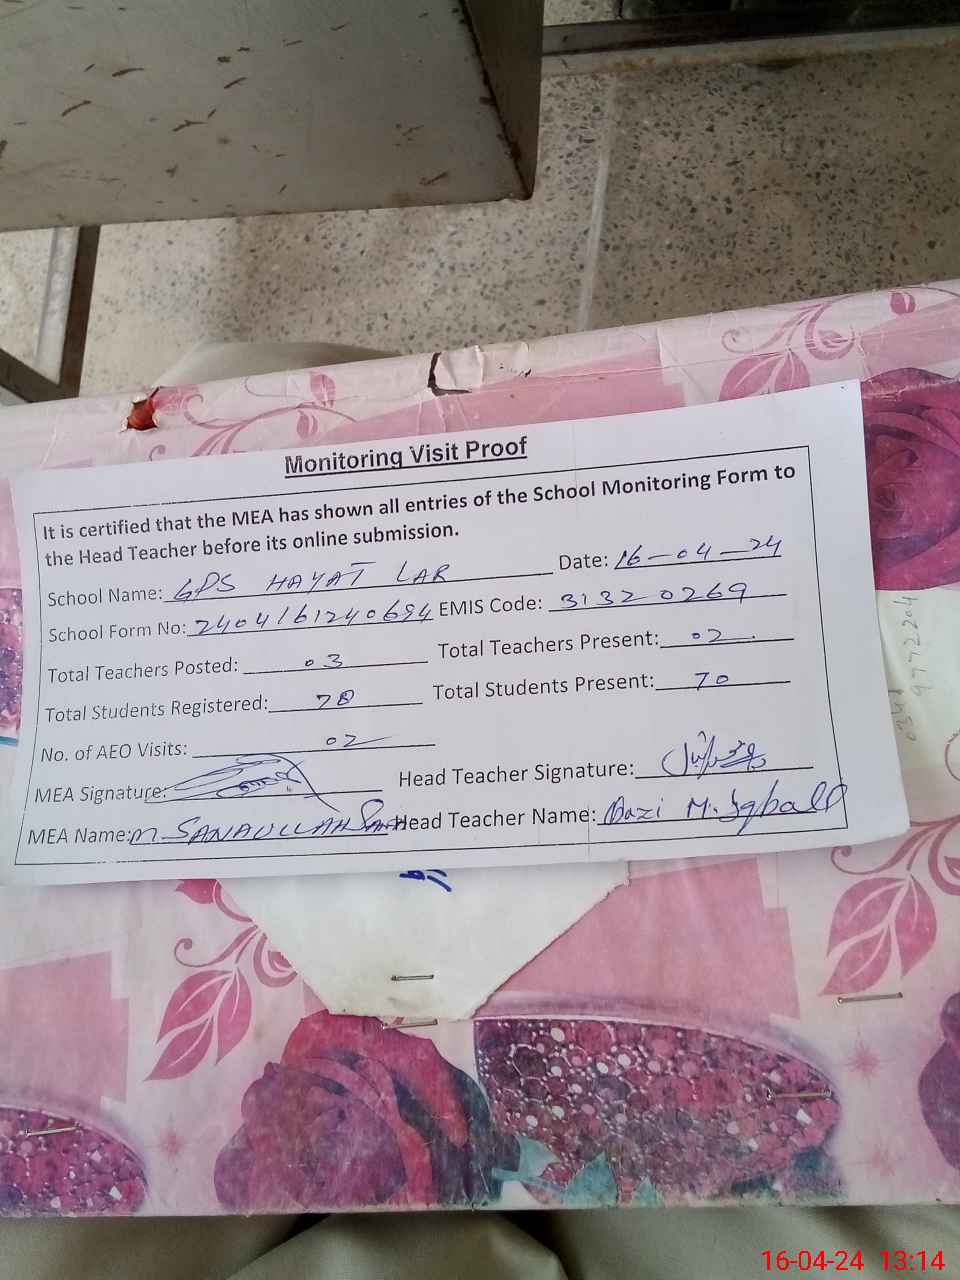 Monitoring Visit Proof
It is certified that the MEA has shown all entries of the School Monitoring Form to
the Head Teacher before its online submission.
School Name: GPS HAYAT LAR Date: 16-04-24
School Form No: 2404161240694 EMIS Code: 31320269
Total Teachers Posted: 03 Total Teachers Present: 02
Total Students Registered: 78 Total Students Present: 70
No. of AEO Visits: 02
MEA Signature: Head Teacher Signature:
MEA Name: M. SANAULLAH Head Teacher Name: Qazi M. Iqball
16-04-24 13:14